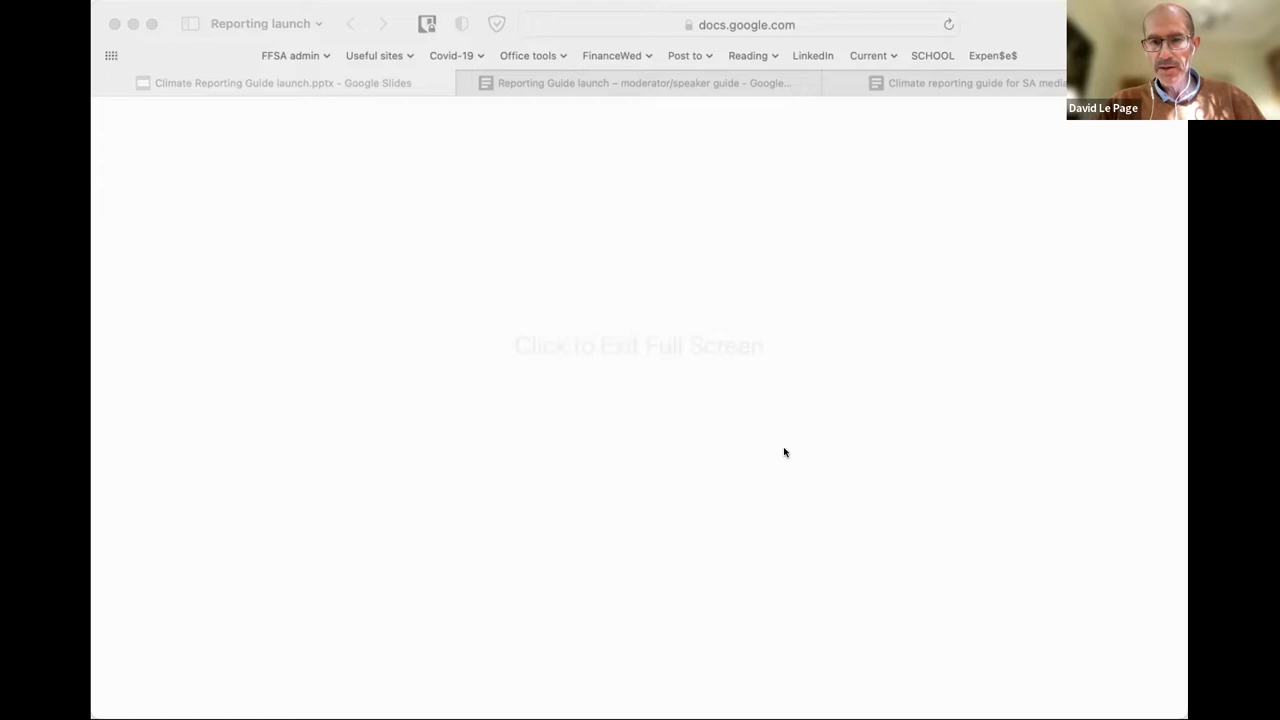 Reporting launch
docs.google.com
FFSA admin Useful sites Covid-19 Office tools FinanceWed Post to Reading LinkedIn Current SCHOOL Expen$e$
Climate Reporting Guide launch.pptx - Google Slides
Reporting Guide launch – moderator/speaker guide - Google...
Climate reporting guide for SA media
David Le Page
Click to Exit Full Screen